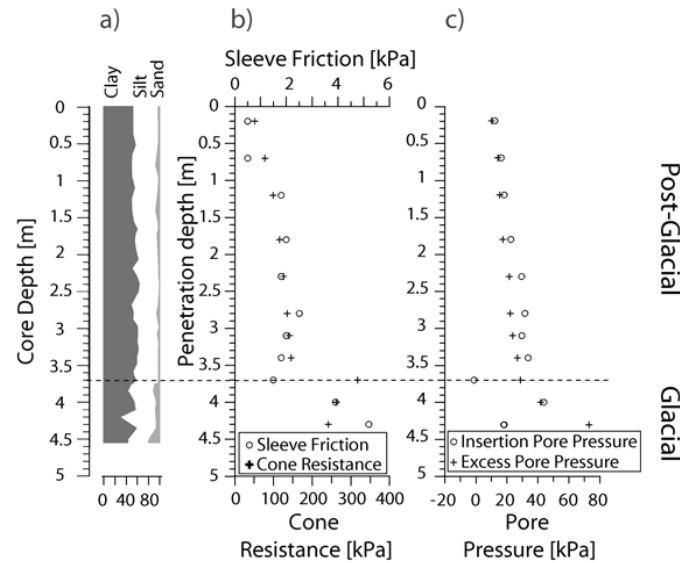 a)
b)
c)
Sleeve Friction [kPa]
0 2 4 6
Clay
Silt
Sand
Core Depth [m]
0
0.5
1
1.5
2
2.5
3
3.5
4
4.5
5
0 40 80
Penetration depth [m]
0
0.5
1
1.5
2
2.5
3
3.5
4
4.5
5
Sleeve Friction
Cone Resistance
0 100 200 300 400
Cone
Resistance [kPa]
0
0.5
1
1.5
2
2.5
3
3.5
4
4.5
5
Insertion Pore Pressure
Excess Pore Pressure
-20 0 20 40 60 80
Pore
Pressure [kPa]
Post-Glacial
Glacial